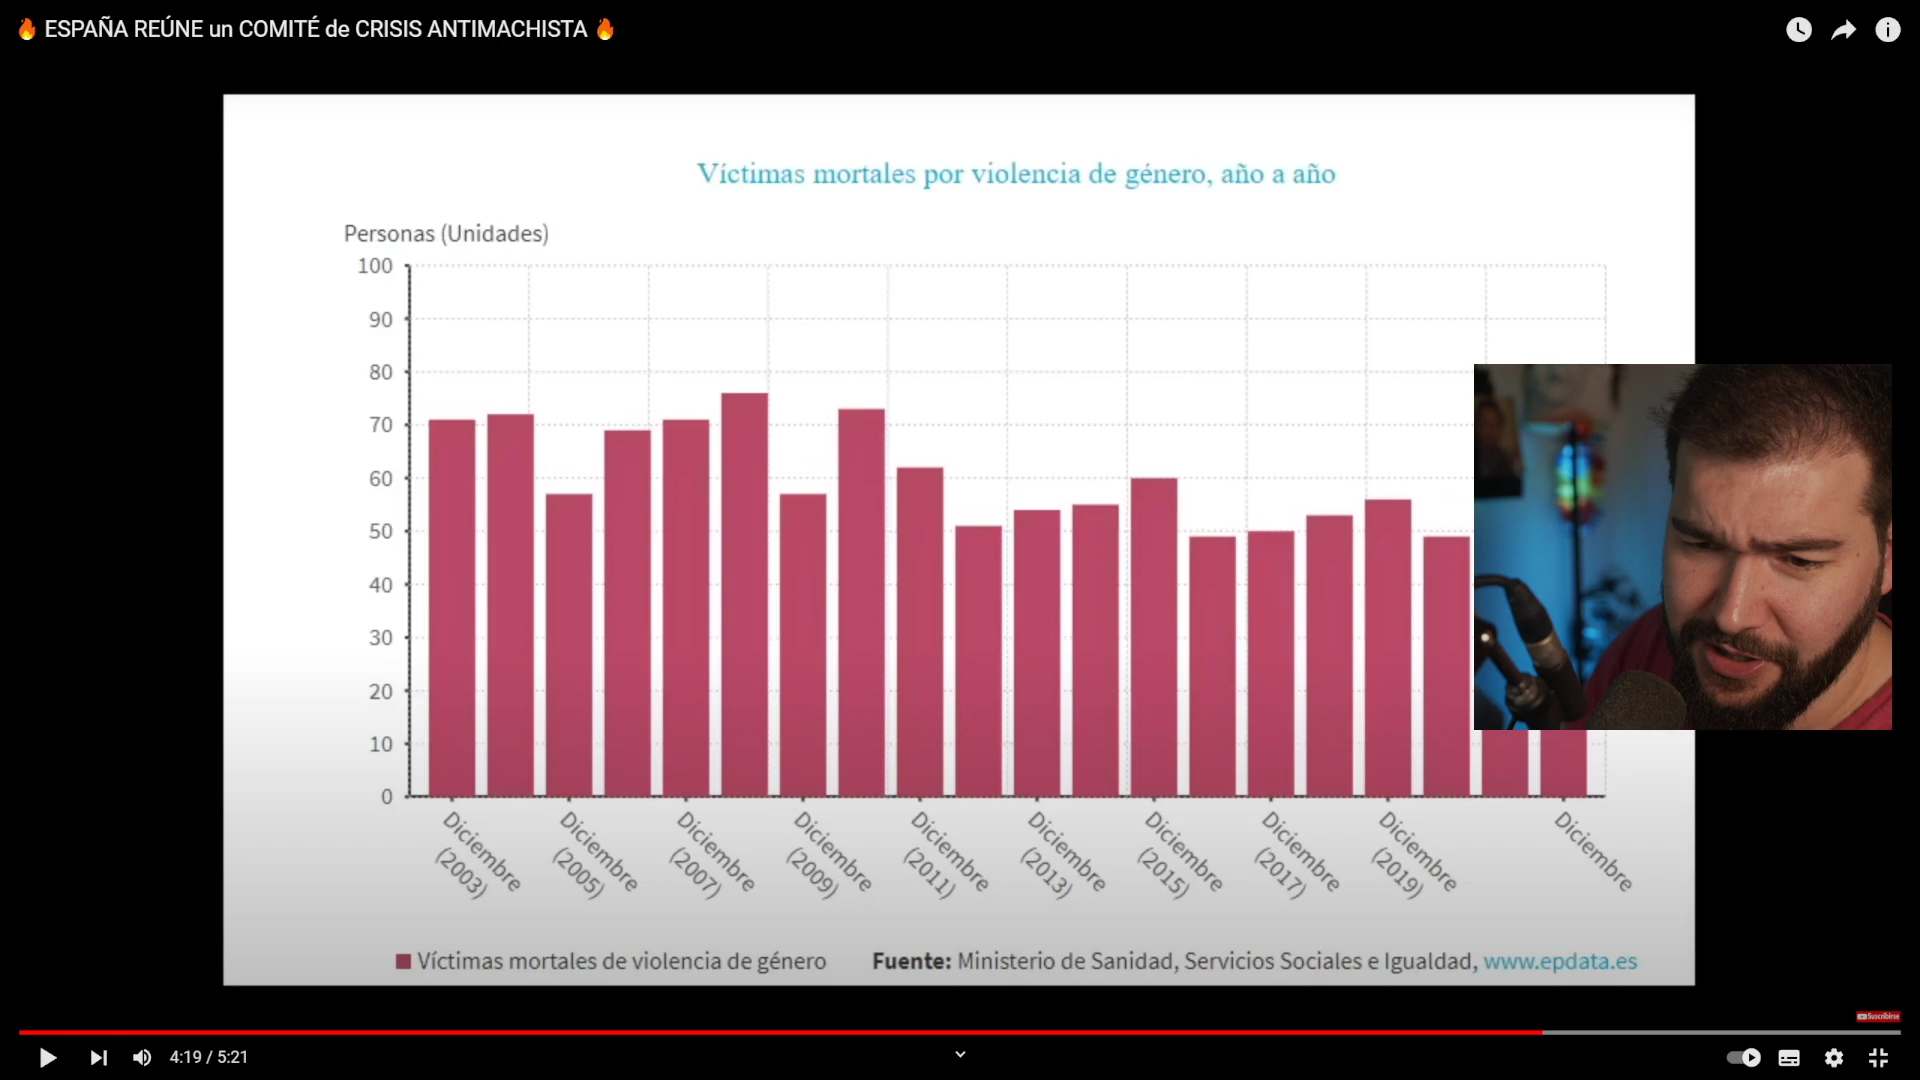 🔥 ESPAÑA REÚNE un COMITÉ de CRISIS ANTIMACHISTA 🔥
Víctimas mortales por violencia de género, año a año
Personas (Unidades)
100
90
80
70
60
50
40
30
20
10
0
Diciembre
(2003)
Diciembre
(2005)
Diciembre
(2007)
Diciembre
(2009)
Diciembre
(2011)
Diciembre
(2013)
Diciembre
(2015)
Diciembre
(2017)
Diciembre
(2019)
Diciembre
Víctimas mortales de violencia de género Fuente: Ministerio de Sanidad, Servicios Sociales e Igualdad, www.epdata.es
Suscribirse
4:19 / 5:21